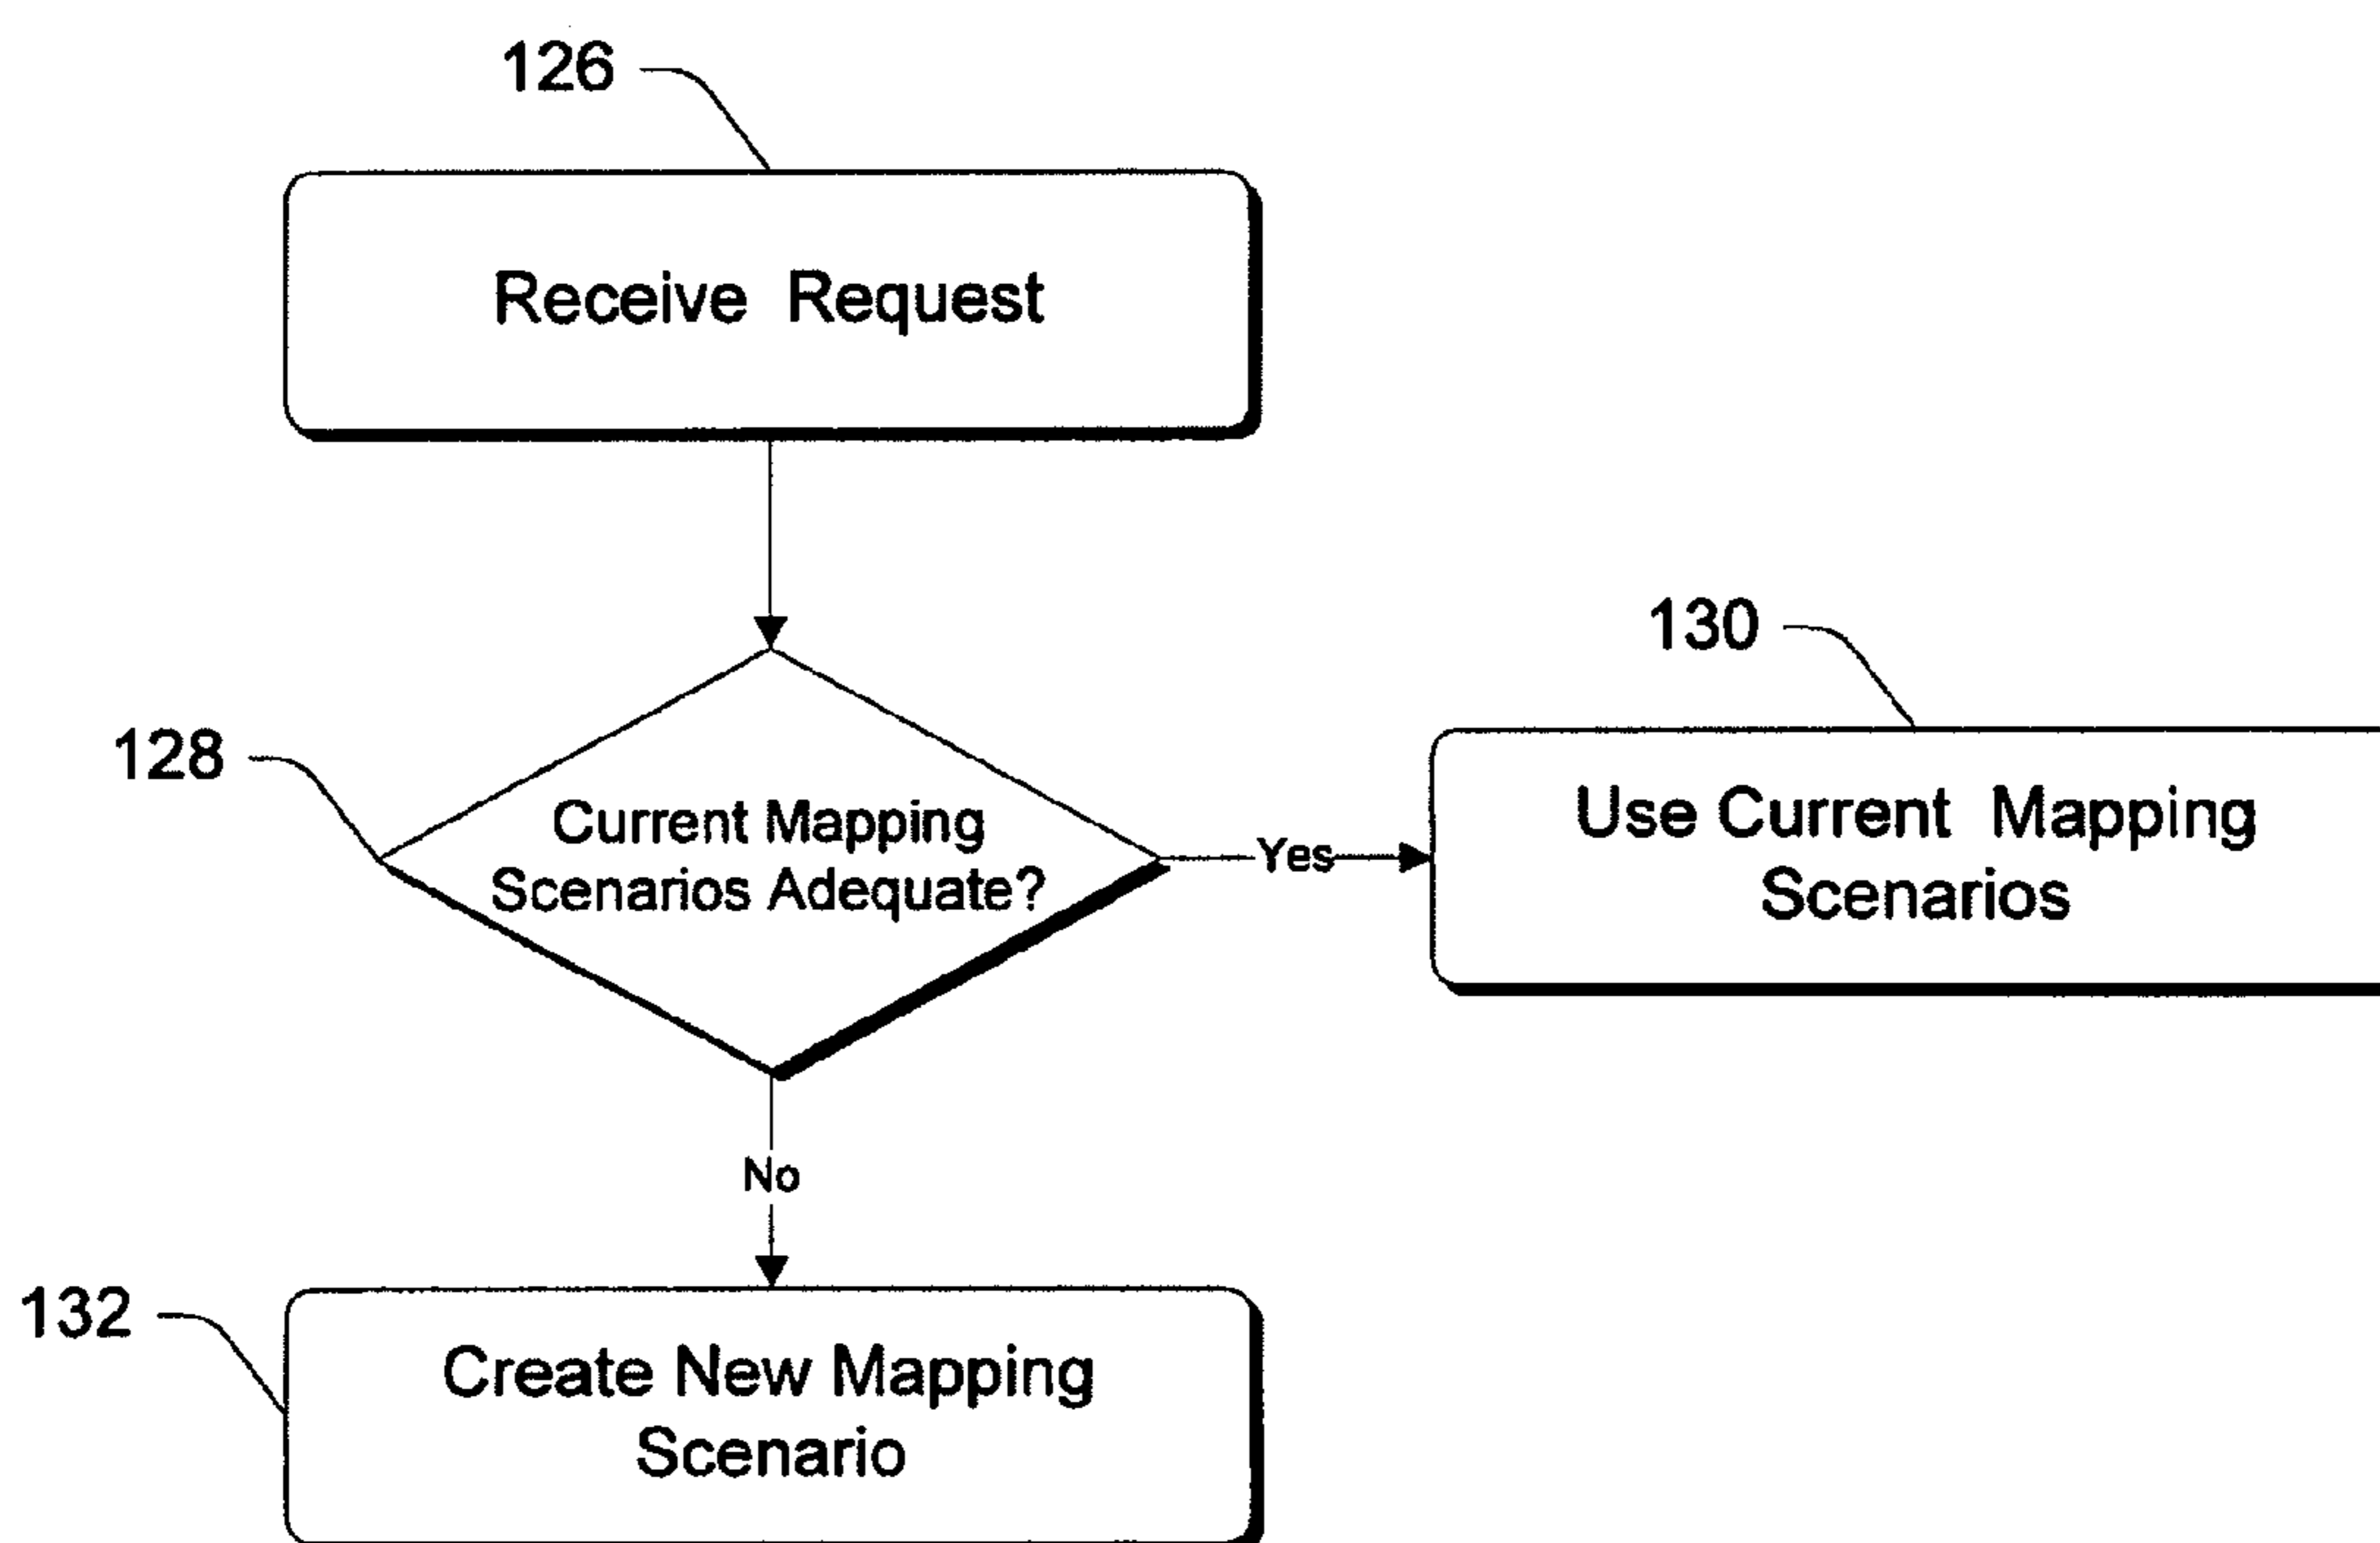 126
Receive Request
130
128
Current Mapping
Scenarios Adequate?
Yes
Use Current Mapping
Scenarios
No
132
Create New Mapping
Scenario